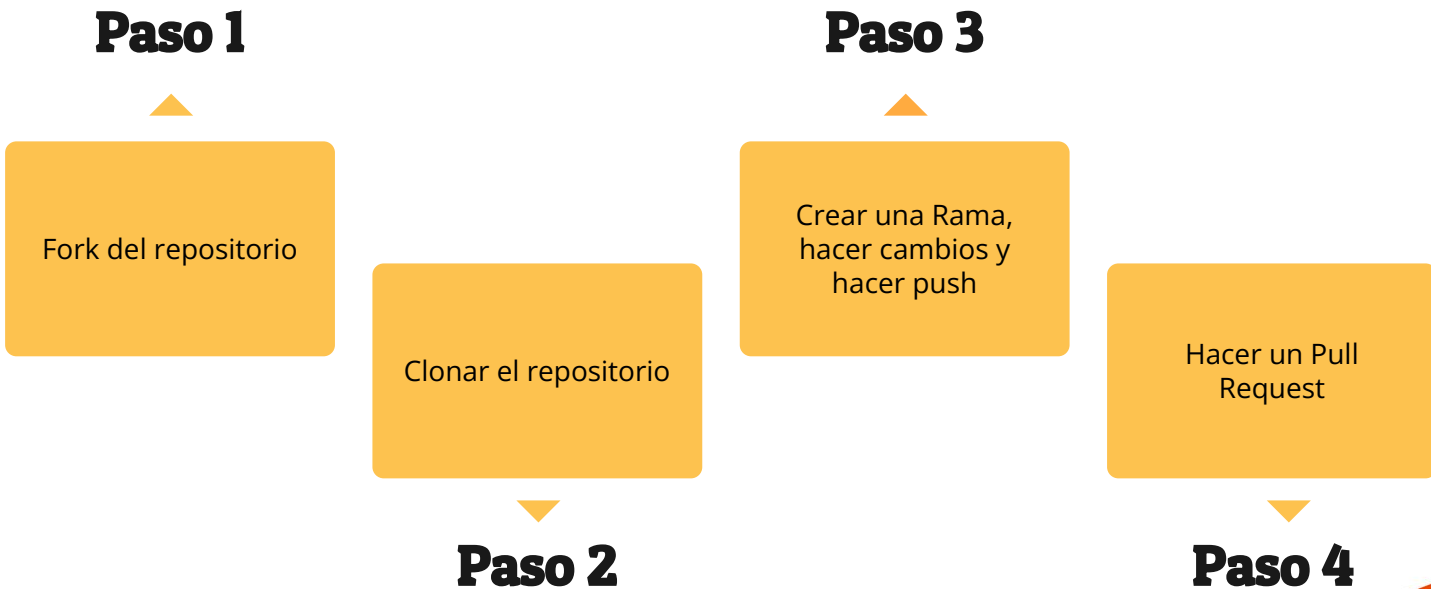 Paso 1
Fork del repositorio
Clonar el repositorio
Paso 2
Paso 3
Crear una Rama,
hacer cambios y
hacer push
Hacer un Pull
Request
Paso 4